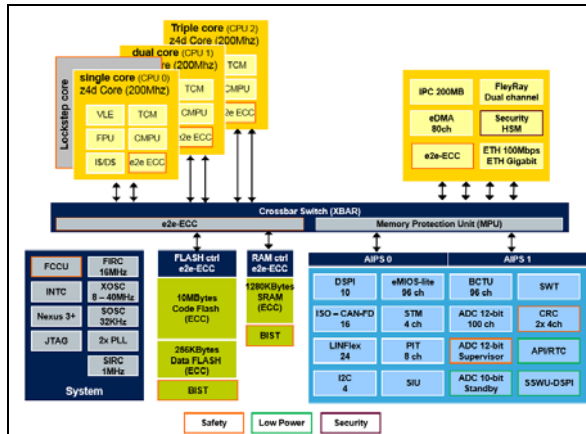 Triple core (CPU 2)
z4d Core (200Mhz)
dual core (CPU 1)
Core (200Mhz)
single core (CPU 0)
z4d Core (200Mhz)
Lockstep core
TCM
TCM
CMPU
CMPU
e2e ECC
e2e ECC
VLE
TCM
FPU
CMPU
I$/D$
e2e ECC
IPC 200MB
FleyRay
Dual channel
eDMA
80ch
Security
HSM
e2e-ECC
ETH 100Mbps
ETH Gigabit
Crossbar Switch (XBAR)
e2e-ECC
Memory Protection Unit (MPU)
FCCU
FIRC
16MHz
INTC
XOSC
8 – 40MHz
Nexus 3+
SOSC
32KHz
JTAG
2x PLL
SIRC
1MHz
System
FLASH ctrl
e2e-ECC
10MBytes
Code Flash
(ECC)
256KBytes
Data FLASH
(ECC)
BIST
RAM ctrl
e2e-ECC
1280KBytes
SRAM
(ECC)
BIST
AIPS 0
AIPS 1
DSPI
10
eMIOS-lite
96 ch
BCTU
96 ch
SWT
ISO – CAN-FD
16
STM
4 ch
ADC 12-bit
100 ch
CRC
2x 4ch
LINFlex
24
PIT
8 ch
ADC 12-bit
Supervisor
API/RTC
I2C
4
SIU
ADC 10-bit
Standby
SSWU-DSPI
Safety
Low Power
Security